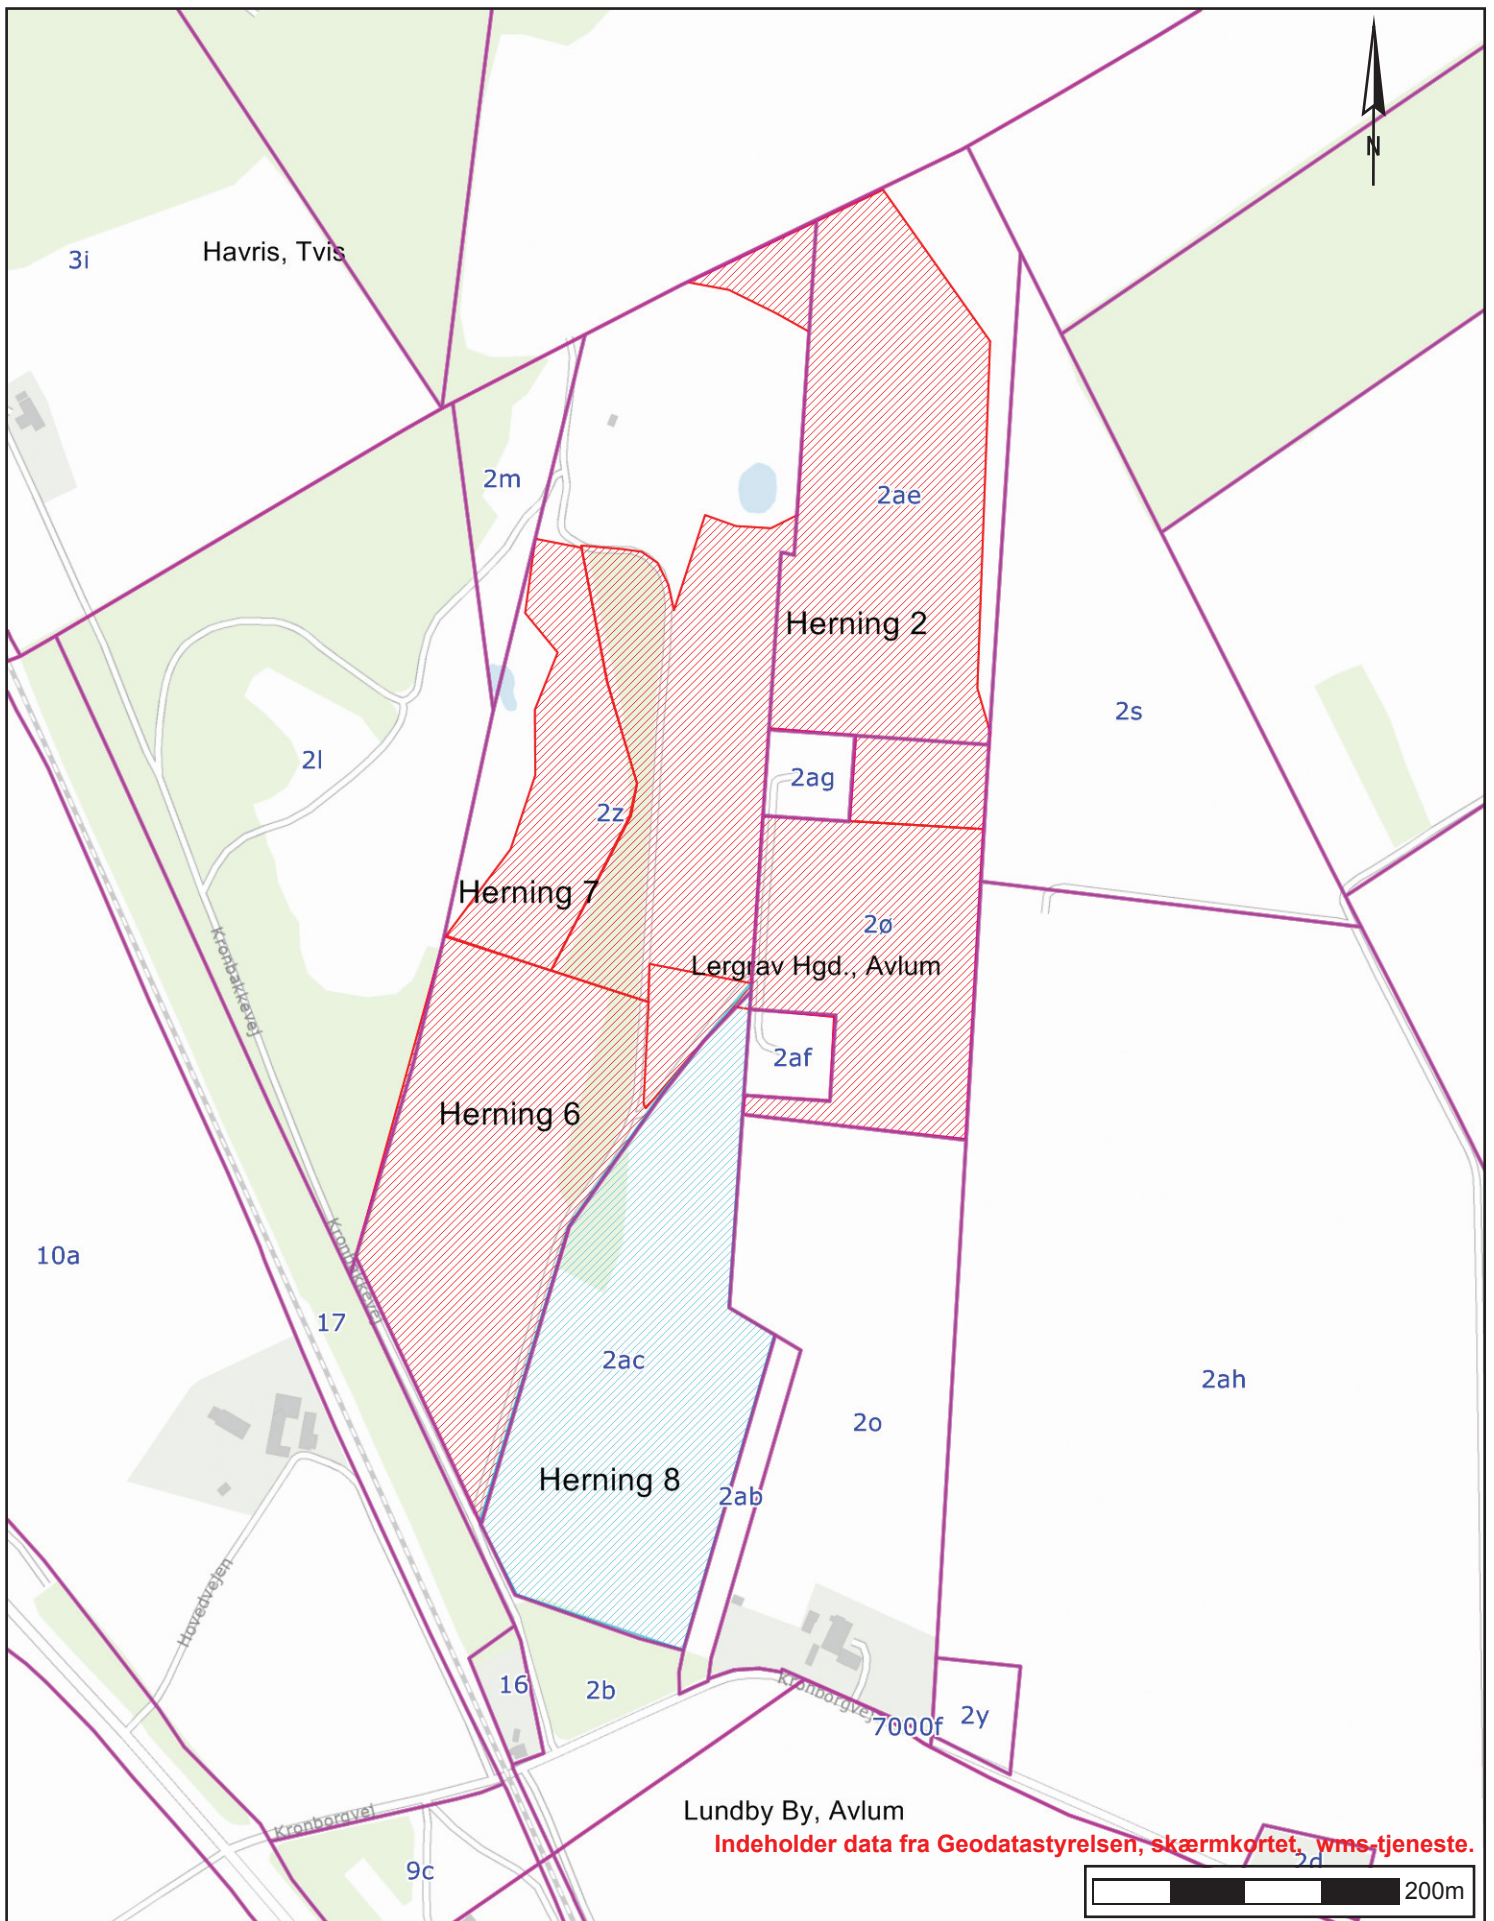 N
Havris, Tvis
3i
2m
2ae
Herning 2
2s
2l
2ag
2z
Herning 7
2ø
Lergrav Hgd., Avlum
Kronbakkevej
2af
Herning 6
10a
Kronbakkevej
17
2ac
2ah
2o
Herning 8
2ab
Hovedvejen
16
2b
Kronborgvej
7000f
2y
Lundby By, Avlum
Kronborgvej
Indeholder data fra Geodatastyrelsen, skærmkortet, wms-tjeneste.
2d
9c
200m